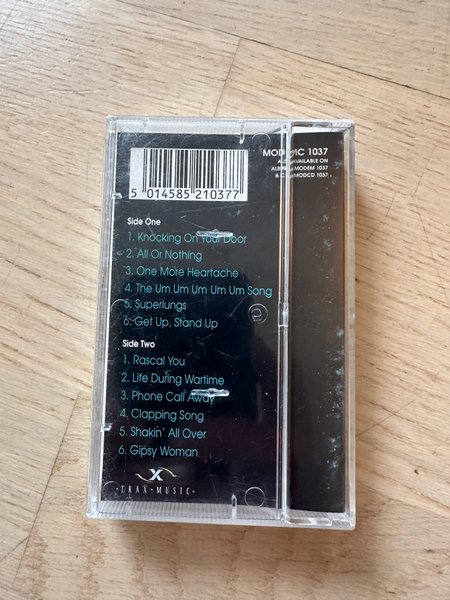 5 014585 210377
1037
AVAILABLE ON
MODEM 1037
& MODCD 1037
Side One
1. Knocking On Your Door
2. All Or Nothing
3. One More Heartache
4. The Um Um Um Um Um Song
5. Superlungs
6. Get Up, Stand Up
Side Two
1. Rascal You
2. Life During Wartime
3. Phone Call Away
4. Clapping Song
5. Shakin' All Over
6. Gipsy Woman
TRAX·MUSIC·